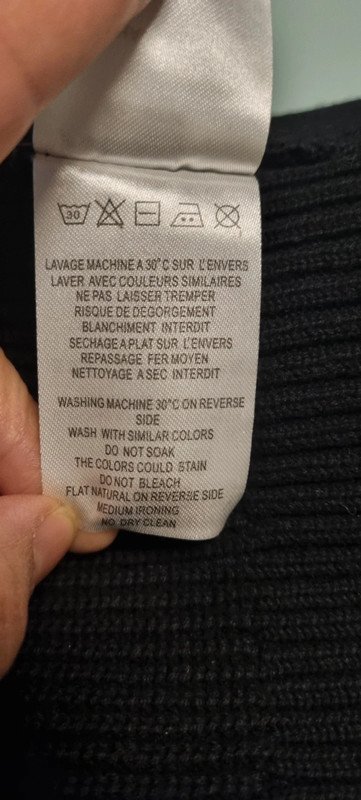 30
LAVAGE MACHINE A 30°C SUR L'ENVERS
LAVER AVEC COULEURS SIMILAIRES
NE PAS LAISSER TREMPER
RISQUE DE DEGORGEMENT
BLANCHIMENT INTERDIT
SECHAGE A PLAT SUR L'ENVERS
REPASSAGE FER MOYEN
NETTOYAGE A SEC INTERDIT
WASHING MACHINE 30°C ON REVERSE
SIDE
WASH WITH SIMILAR COLORS
DO NOT SOAK
THE COLORS COULD STAIN
DO NOT BLEACH
FLAT NATURAL ON REVERSE SIDE
MEDIUM IRONING
NO DRY CLEAN